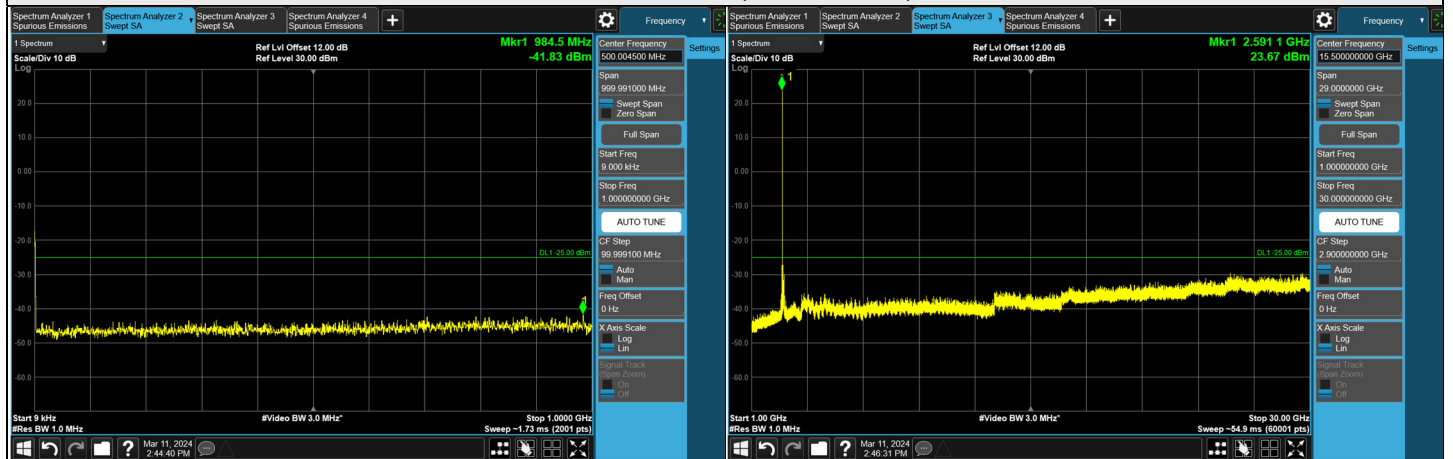 Spectrum Analyzer 1
Spurious Emissions
Spectrum Analyzer 2
Swept SA
Spectrum Analyzer 3
Swept SA
Spectrum Analyzer 4
Spurious Emissions
Frequency
1 Spectrum
Scale/Div 10 dB
Log
Ref Lvl Offset 12.00 dB
Ref Level 30.00 dBm
Mkr1 984.5 MHz
-41.83 dBm
20.0
10.0
0.00
-10.0
-20.0
-30.0
-40.0
-50.0
-60.0
DL1 -25.00 dBm
1
Start 9 kHz
#Res BW 1.0 MHz
#Video BW 3.0 MHz*
Stop 1.0000 GHz
Sweep ~1.73 ms (2001 pts)
Center Frequency
500.004500 MHz
Span
999.991000 MHz
Swept Span
Zero Span
Full Span
Start Freq
9.000 kHz
Stop Freq
1.000000000 GHz
AUTO TUNE
CF Step
99.999100 MHz
Auto
Man
Freq Offset
0 Hz
X Axis Scale
Log
Lin
Signal Track
(Span Zoom)
On
Off
Settings
Mar 11, 2024
2:44:40 PM
Spectrum Analyzer 1
Spurious Emissions
Spectrum Analyzer 2
Swept SA
Spectrum Analyzer 3
Swept SA
Spectrum Analyzer 4
Spurious Emissions
Frequency
1 Spectrum
Scale/Div 10 dB
Log
Ref Lvl Offset 12.00 dB
Ref Level 30.00 dBm
Mkr1 2.591 1 GHz
23.67 dBm
1
20.0
10.0
0.00
-10.0
-20.0
-30.0
-40.0
-50.0
-60.0
DL1 -25.00 dBm
Start 1.00 GHz
#Res BW 1.0 MHz
#Video BW 3.0 MHz*
Stop 30.00 GHz
Sweep ~54.9 ms (60001 pts)
Center Frequency
15.500000000 GHz
Span
29.0000000 GHz
Swept Span
Zero Span
Full Span
Start Freq
1.000000000 GHz
Stop Freq
30.000000000 GHz
AUTO TUNE
CF Step
2.900000000 GHz
Auto
Man
Freq Offset
0 Hz
X Axis Scale
Log
Lin
Signal Track
(Span Zoom)
On
Off
Settings
Mar 11, 2024
2:46:31 PM